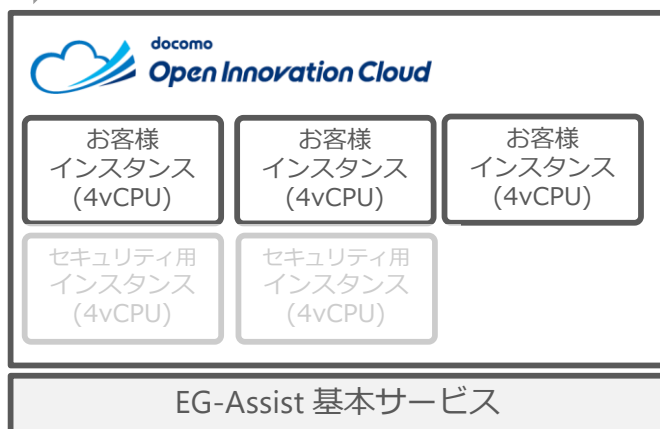 docomo
Open Innovation Cloud
お客様
インスタンス
(4vCPU)
お客様
インスタンス
(4vCPU)
お客様
インスタンス
(4vCPU)
セキュリティ用
インスタンス
(4vCPU)
セキュリティ用
インスタンス
(4vCPU)
EG-Assist 基本サービス